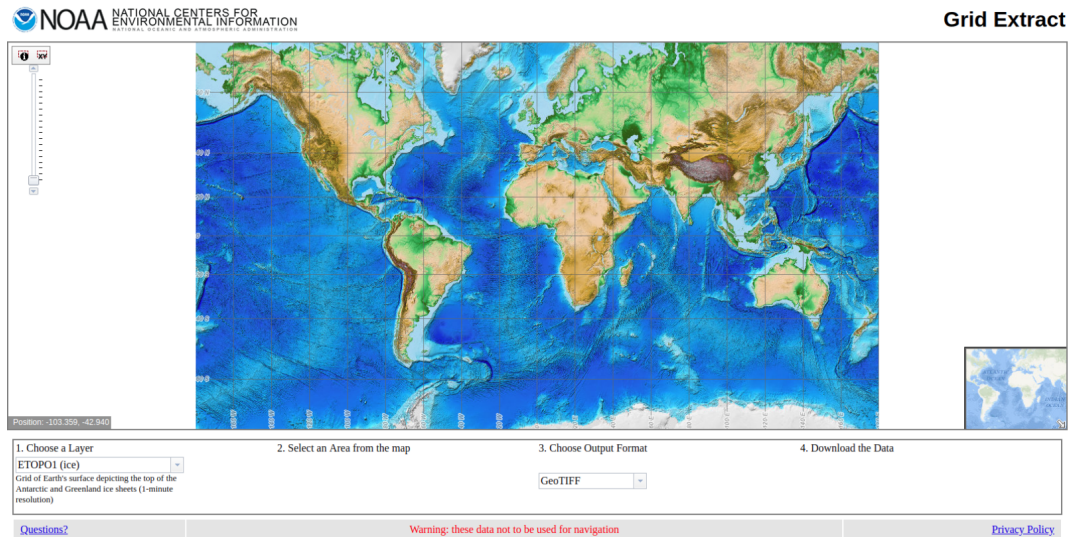 NOAA NATIONAL CENTERS FOR
ENVIRONMENTAL INFORMATION
NATIONAL OCEANIC AND ATMOSPHERIC ADMINISTRATION
Grid Extract
XY
Position: -103.359, -42.940
1. Choose a Layer
ETOPO1 (ice)
Grid of Earth's surface depicting the top of the
Antarctic and Greenland ice sheets (1-minute
resolution)
2. Select an Area from the map
3. Choose Output Format
GeoTIFF
4. Download the Data
Questions?
Warning: these data not to be used for navigation
Privacy Policy